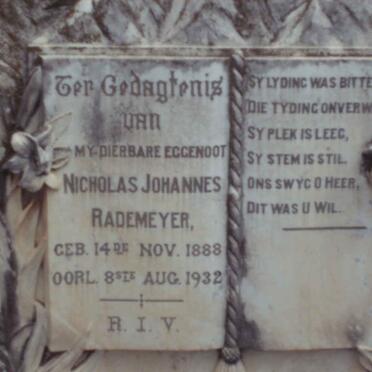 Ter Gedagtenis
van
MY DIERBARE EGGENOOT
NICHOLAS JOHANNES
RADEMEYER,
GEB. 14DE NOV. 1888
OORL. 8STE AUG. 1932
R. I. V.
SY LYDING WAS BITTE
DIE TYDING ONVERW
SY PLEK IS LEEG,
SY STEM IS STIL.
ONS SWYG O HEER,
DIT WAS U WIL.